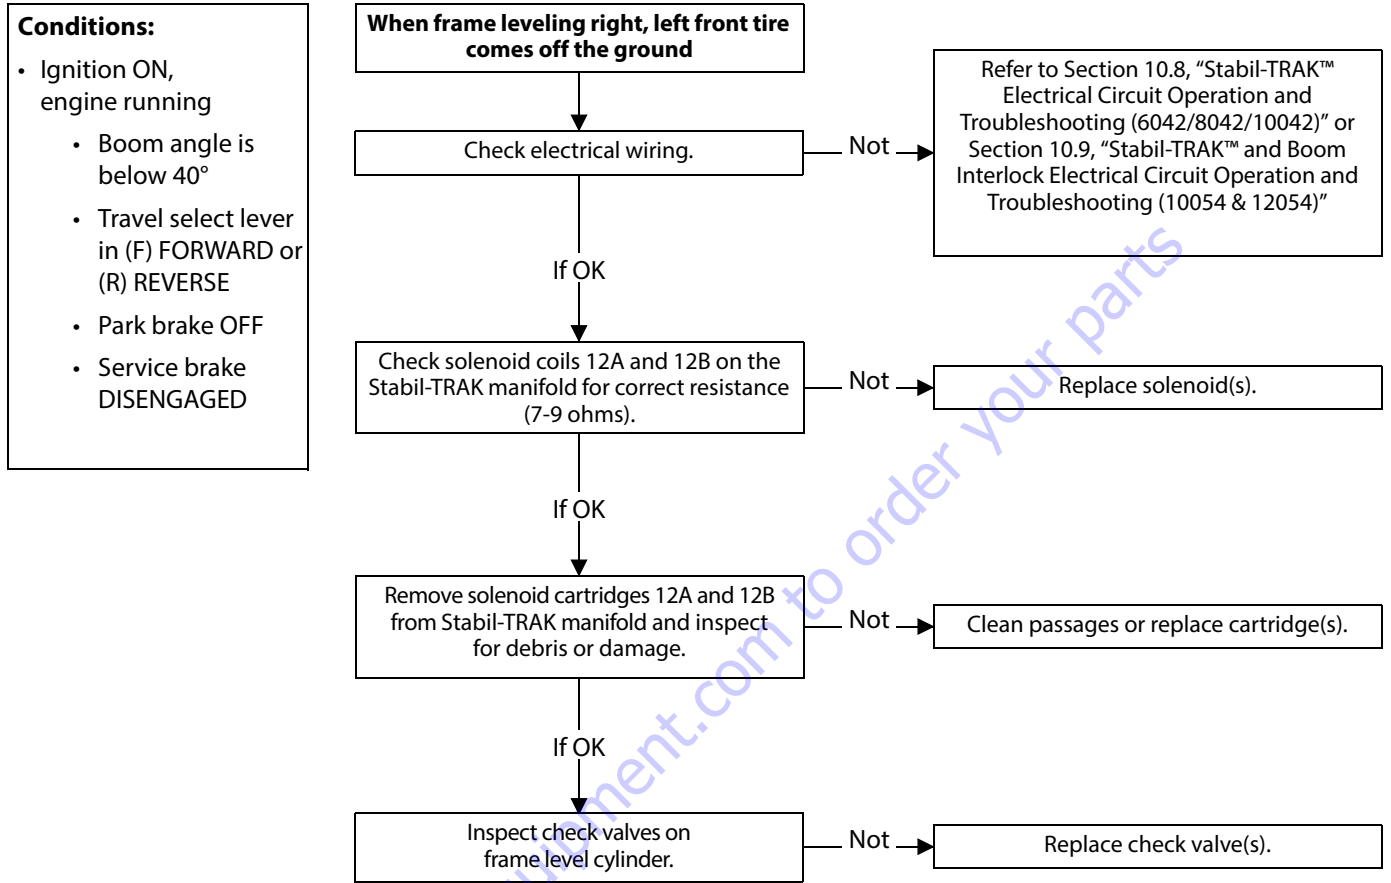 Conditions:
• Ignition ON,
engine running
• Boom angle is
below 40°
• Travel select lever
in (F) FORWARD or
(R) REVERSE
• Park brake OFF
• Service brake
DISENGAGED
When frame leveling right, left front tire
comes off the ground
Check electrical wiring.
Not
Refer to Section 10.8, “Stabil-TRAK™
Electrical Circuit Operation and
Troubleshooting (6042/8042/10042)” or
Section 10.9, “Stabil-TRAK™ and Boom
Interlock Electrical Circuit Operation and
Troubleshooting (10054 & 12054)”
If OK
Check solenoid coils 12A and 12B on the
Stabil-TRAK manifold for correct resistance
(7-9 ohms).
Not
Replace solenoid(s).
If OK
Remove solenoid cartridges 12A and 12B
from Stabil-TRAK manifold and inspect
for debris or damage.
Not
Clean passages or replace cartridge(s).
If OK
Inspect check valves on
frame level cylinder.
Not
Replace check valve(s).
uipment.com to order your parts